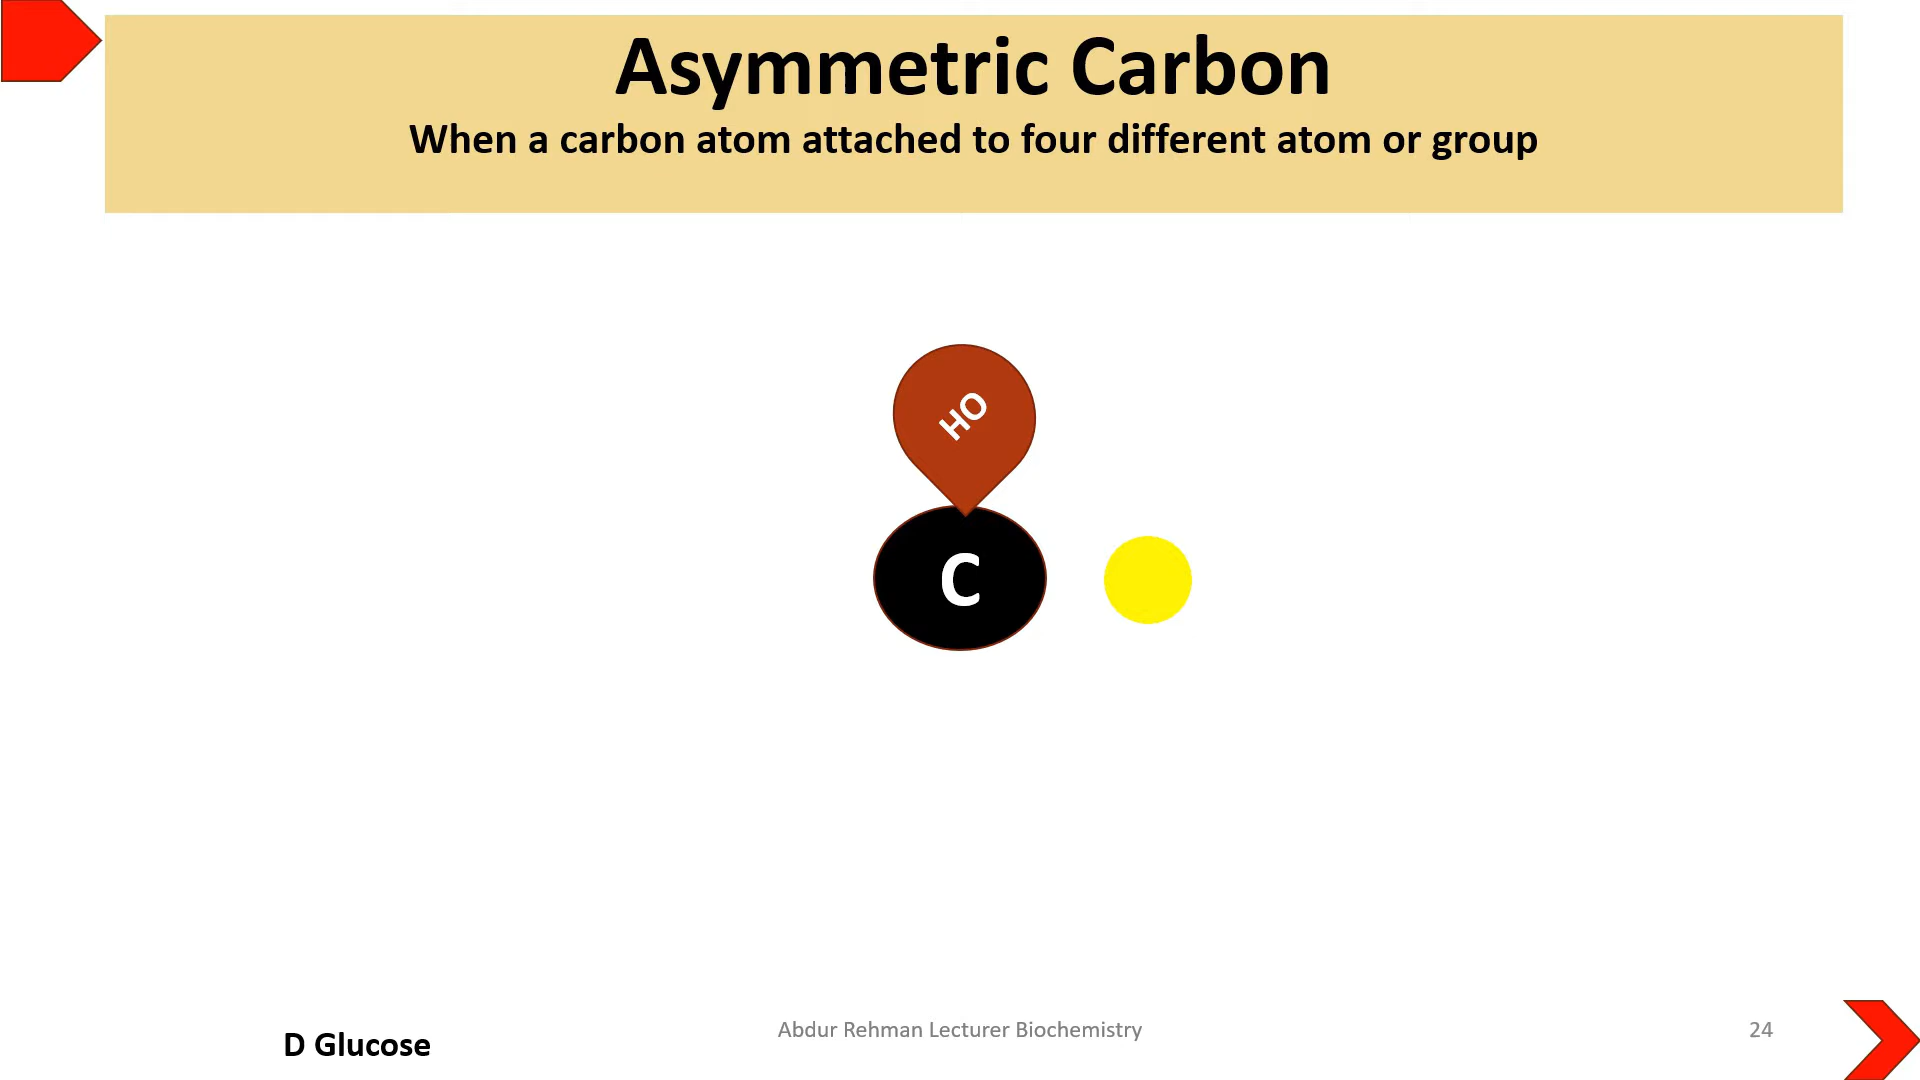 Asymmetric Carbon
When a carbon atom attached to four different atom or group
HO
C
D Glucose
Abdur Rehman Lecturer Biochemistry
24